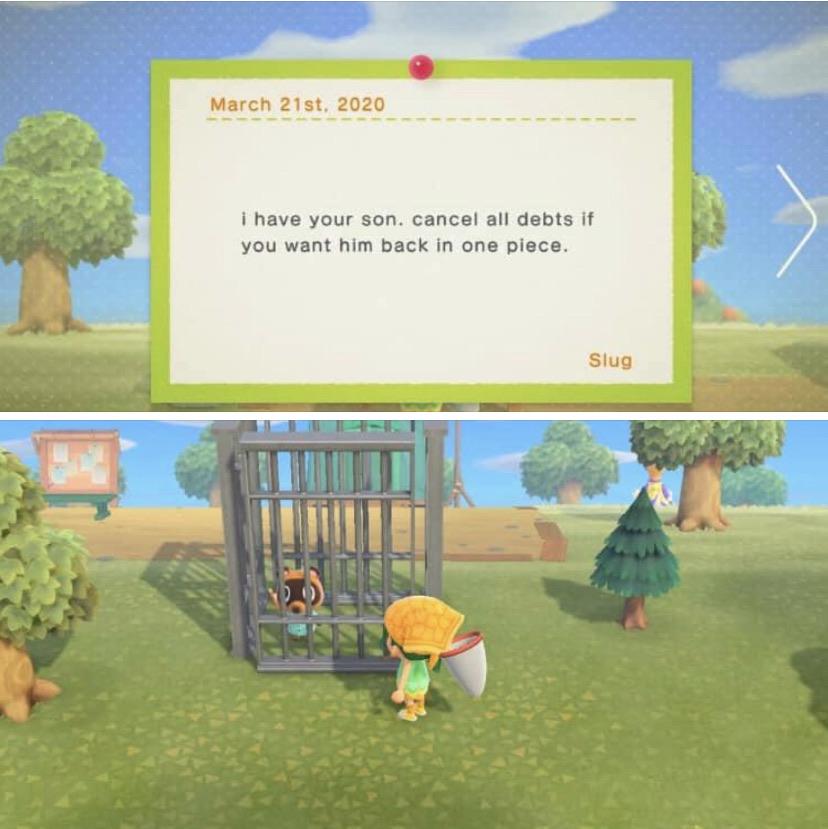 March 21st, 2020
i have your son. cancel all debts if
you want him back in one piece.
Slug